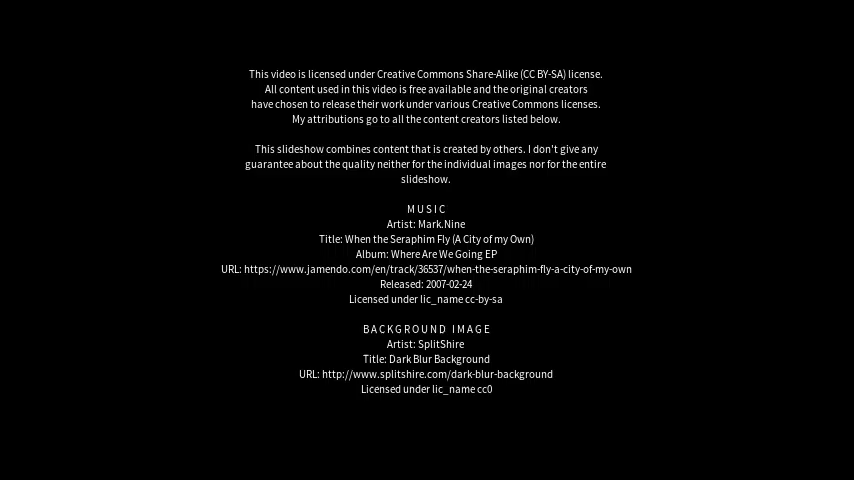 This video is licensed under Creative Commons Share-Alike (CC BY-SA) license.
All content used in this video is free available and the original creators
have chosen to release their work under various Creative Commons licenses.
My attributions go to all the content creators listed below.
This slideshow combines content that is created by others. I don't give any
guarantee about the quality neither for the individual images nor for the entire
slideshow.
MUSIC
Artist: Mark.Nine
Title: When the Seraphim Fly (A City of my Own)
Album: Where Are We Going EP
URL: https://www.jamendo.com/en/track/36537/when-the-seraphim-fly-a-city-of-my-own
Released: 2007-02-24
Licensed under lic_name cc-by-sa
BACKGROUND IMAGE
Artist: SplitShire
Title: Dark Blur Background
URL: http://www.splitshire.com/dark-blur-background
Licensed under lic_name cc0